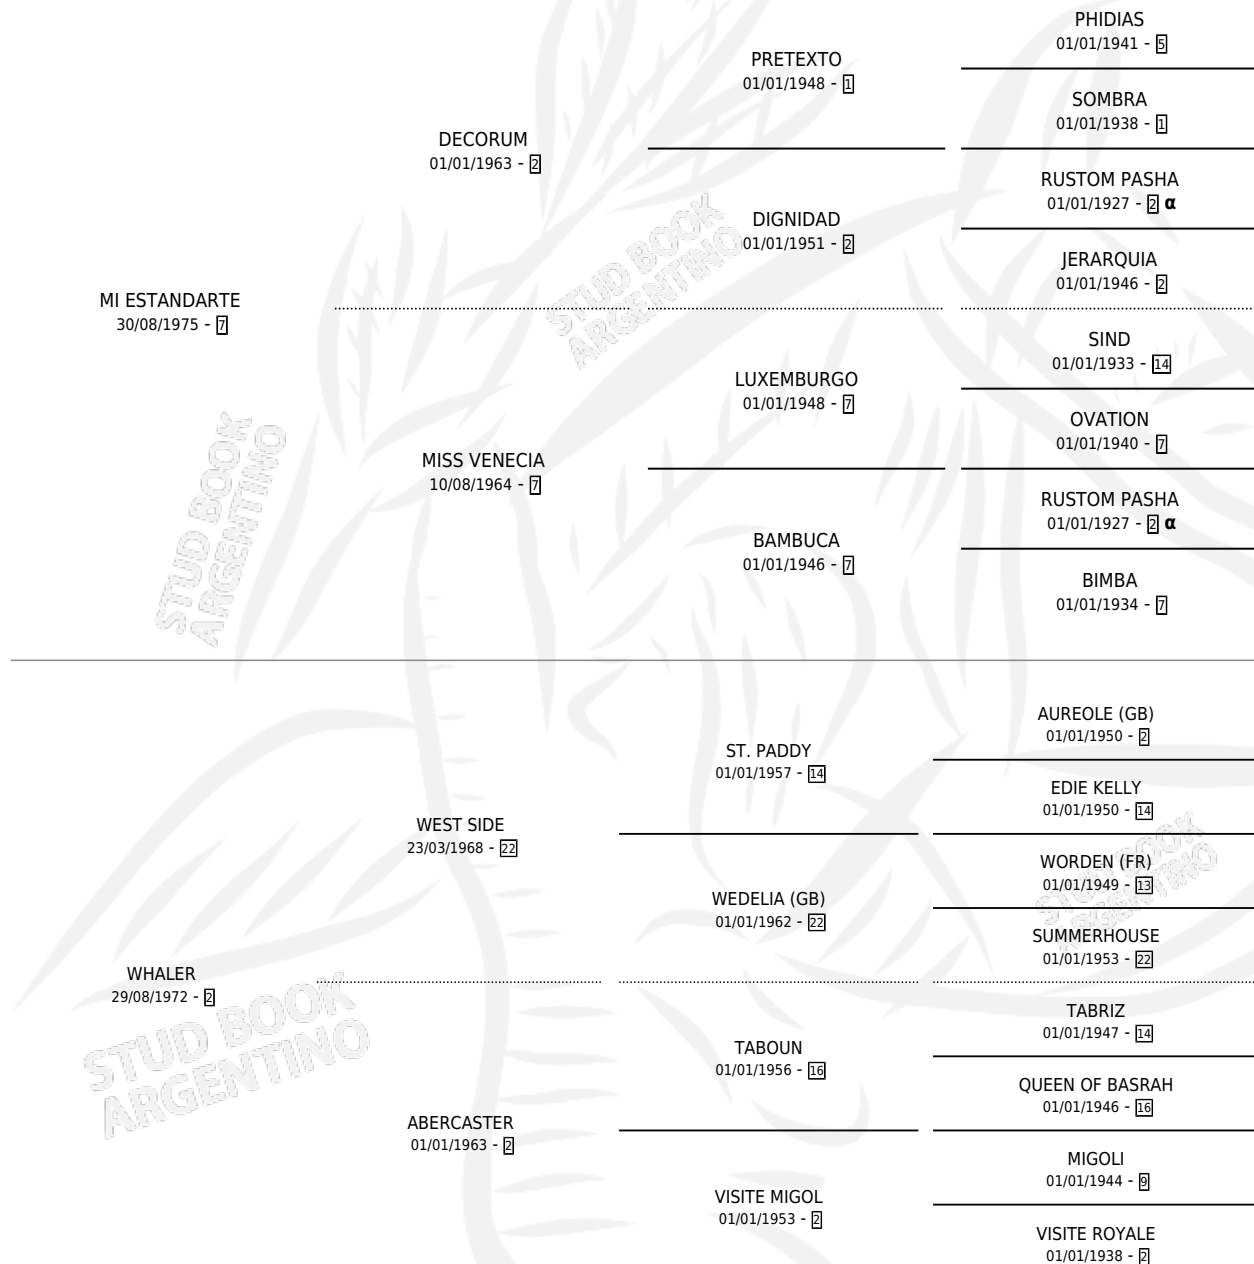 PHIDIAS
01/01/1941 - 5
PRETEXTO
01/01/1948 - 1
SOMBRA
01/01/1938 - 1
DECORUM
01/01/1963 - 2
RUSTOM PASHA
01/01/1927 - 2 α
DIGNIDAD
01/01/1951 - 2
JERARQUIA
01/01/1946 - 2
MI ESTANDARTE
30/08/1975 - 7
SIND
01/01/1933 - 14
LUXEMBURGO
01/01/1948 - 7
OVATION
01/01/1940 - 7
MISS VENECIA
10/08/1964 - 7
RUSTOM PASHA
01/01/1927 - 2 α
BAMBUCA
01/01/1946 - 7
BIMBA
01/01/1934 - 7
AUREOLE (GB)
01/01/1950 - 2
ST. PADDY
01/01/1957 - 14
EDIE KELLY
01/01/1950 - 14
WEST SIDE
23/03/1968 - 22
WORDEN (FR)
01/01/1949 - 13
WEDELIA (GB)
01/01/1962 - 22
SUMMERHOUSE
01/01/1953 - 22
WHALER
29/08/1972 - 2
TABRIZ
01/01/1947 - 14
TABOUN
01/01/1956 - 16
QUEEN OF BASRAH
01/01/1946 - 16
ABERCASTER
01/01/1963 - 2
MIGOLI
01/01/1944 - 9
VISITE MIGOL
01/01/1953 - 2
VISITE ROYALE
01/01/1938 - 2
STUD BOOK
ARGENTINO
STUD BOOK
ARGENTINO
STUD BOOK
ARGENTINO
STUD BOOK
ARGENTINO